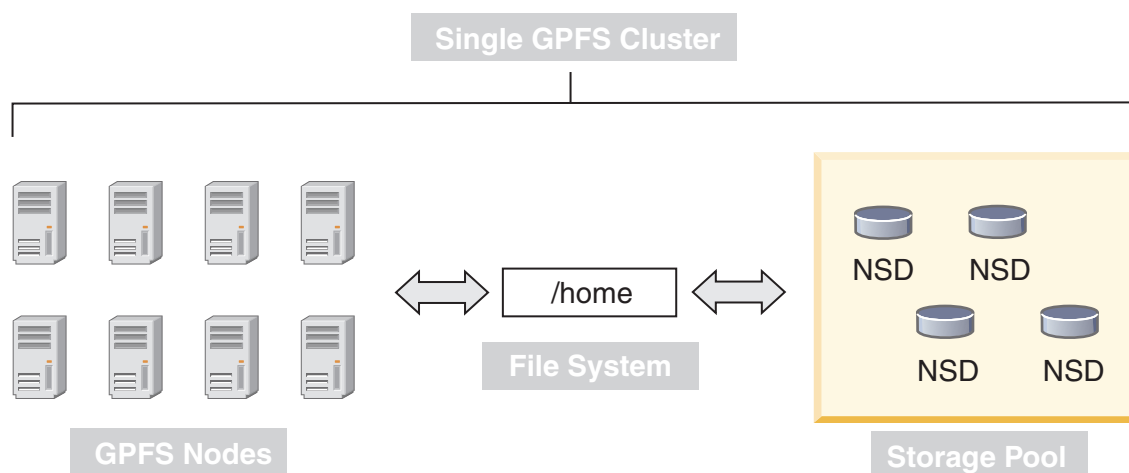 Single GPFS Cluster
NSD NSD
/home
File System
NSD NSD
GPFS Nodes
Storage Pool